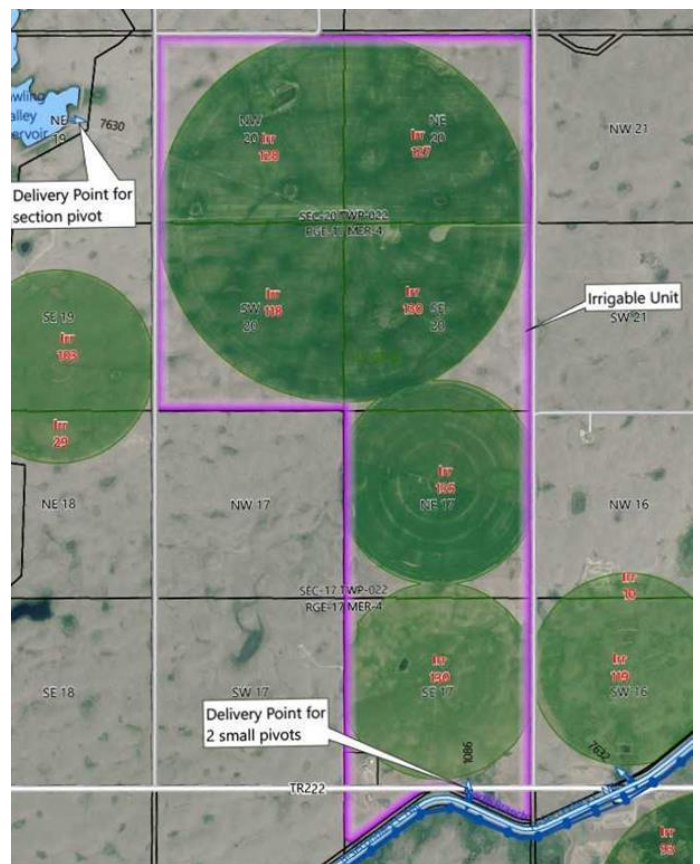 NW 21
NW
20
Irr
128
NE
20
Irr
127
NE
19
7630
Delivery Point for
section pivot
SEC-20 TWP-022
RGE-17 MER-4
Irrigable Unit
Irr
118
SW
20
Irr
130
SE
20
SE 19
Irr
103
SW 21
Irr
29
Irr
NE 17
NE 18
NW 17
NW 16
SEC-17 TWP-022
RGE-17 MER-4
Irr
10
Irr
130
SE 17
Irr
119
SW 16
SE 18
SW 17
Delivery Point for
2 small pivots
1086
7632
TR222
Irr
93